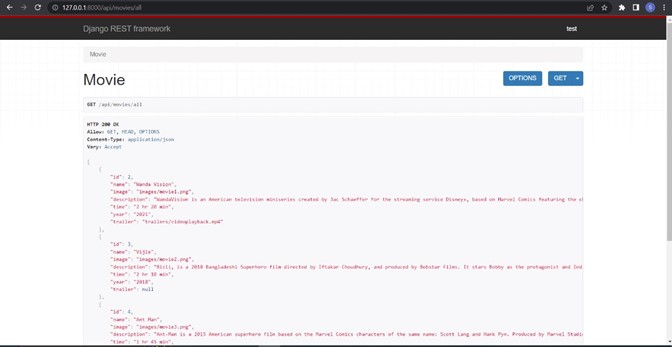 127.0.0.1:8000/api/movies/all
S
Django REST framework
test
Movie
Movie
OPTIONS
GET
GET /api/movies/all
HTTP 200 OK
Allow: GET, HEAD, OPTIONS
Content-Type: application/json
Vary: Accept
[
{
"id": 2,
"name": "Wanda Vision",
"image": "images/movie1.png",
"description": "WandaVision is an American television miniseries created by Jac Schaeffer for the streaming service Disney+, based on Marvel Comics featuring the
"time": "2 hr 20 min",
"year": "2021",
"trailer": "trailers/videoplayback.mp4"
},
{
"id": 3,
"name": "Vijle",
"image": "images/movie2.png",
"description": "Bizli, is a 2018 Bangladeshi Superhero film directed by Iftakar Chowdhury, and produced by Bobstar Films. It stars Bobby as the protagonist and Ind
"time": "2 hr 10 min",
"year": "2018",
"trailer": null
},
{
"id": 4,
"name": "Ant Man",
"image": "images/movie3.png",
"description": "Ant-Man is a 2015 American superhero film based on the Marvel Comics characters of the same name: Scott Lang and Hank Pym. Produced by Marvel Studio
"time": "1 hr 45 min",